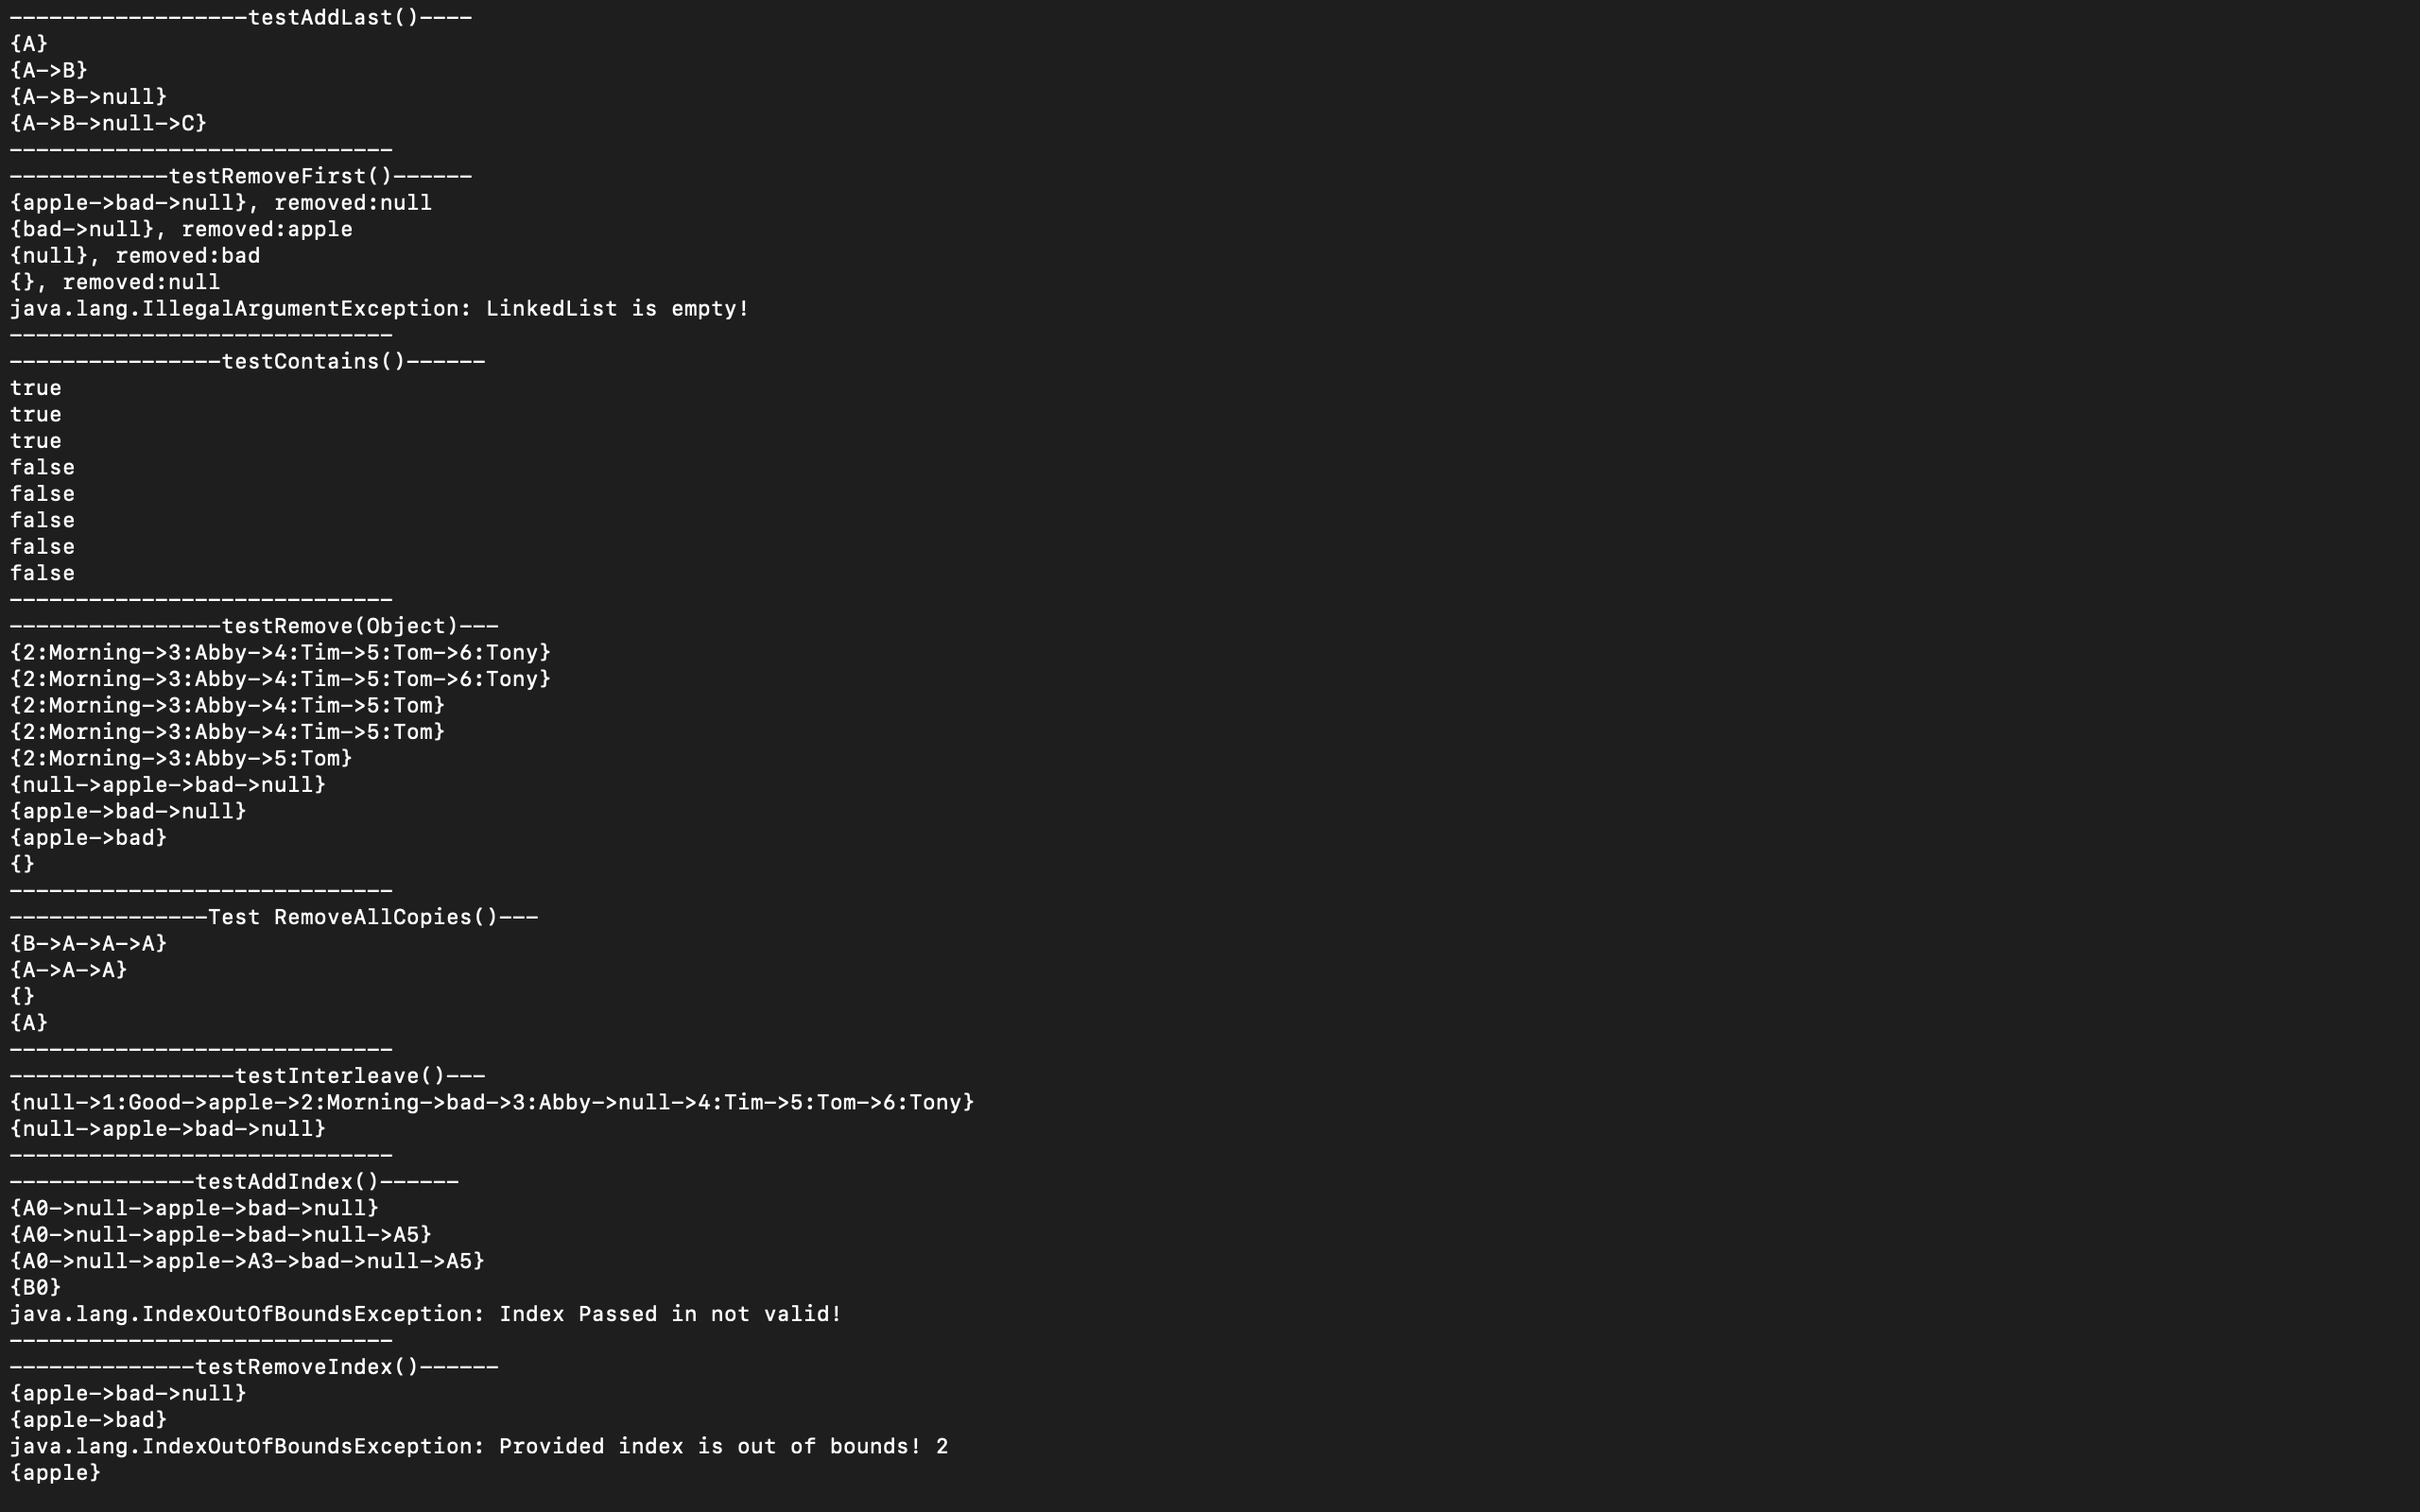 ------------------testAddLast()----
{A}
{A->B}
{A->B->null}
{A->B->null->C}
-----------------------------
------------testRemoveFirst()------
{apple->bad->null}, removed:null
{bad->null}, removed:apple
{null}, removed:bad
{}, removed:null
java.lang.IllegalArgumentException: LinkedList is empty!
-----------------------------
----------------testContains()------
true
true
true
false
false
false
false
false
-----------------------------
----------------testRemove(Object)---
{2:Morning->3:Abby->4:Tim->5:Tom->6:Tony}
{2:Morning->3:Abby->4:Tim->5:Tom->6:Tony}
{2:Morning->3:Abby->4:Tim->5:Tom}
{2:Morning->3:Abby->4:Tim->5:Tom}
{2:Morning->3:Abby->5:Tom}
{null->apple->bad->null}
{apple->bad->null}
{apple->bad}
{}
-----------------------------
---------------Test RemoveAllCopies()---
{B->A->A->A}
{A->A->A}
{}
{A}
-----------------------------
-----------------testInterleave()---
{null->1:Good->apple->2:Morning->bad->3:Abby->null->4:Tim->5:Tom->6:Tony}
{null->apple->bad->null}
-----------------------------
--------------testAddIndex()------
{A0->null->apple->bad->null}
{A0->null->apple->bad->null->A5}
{A0->null->apple->A3->bad->null->A5}
{B0}
java.lang.IndexOutOfBoundsException: Index Passed in not valid!
-----------------------------
--------------testRemoveIndex()------
{apple->bad->null}
{apple->bad}
java.lang.IndexOutOfBoundsException: Provided index is out of bounds! 2
{apple}